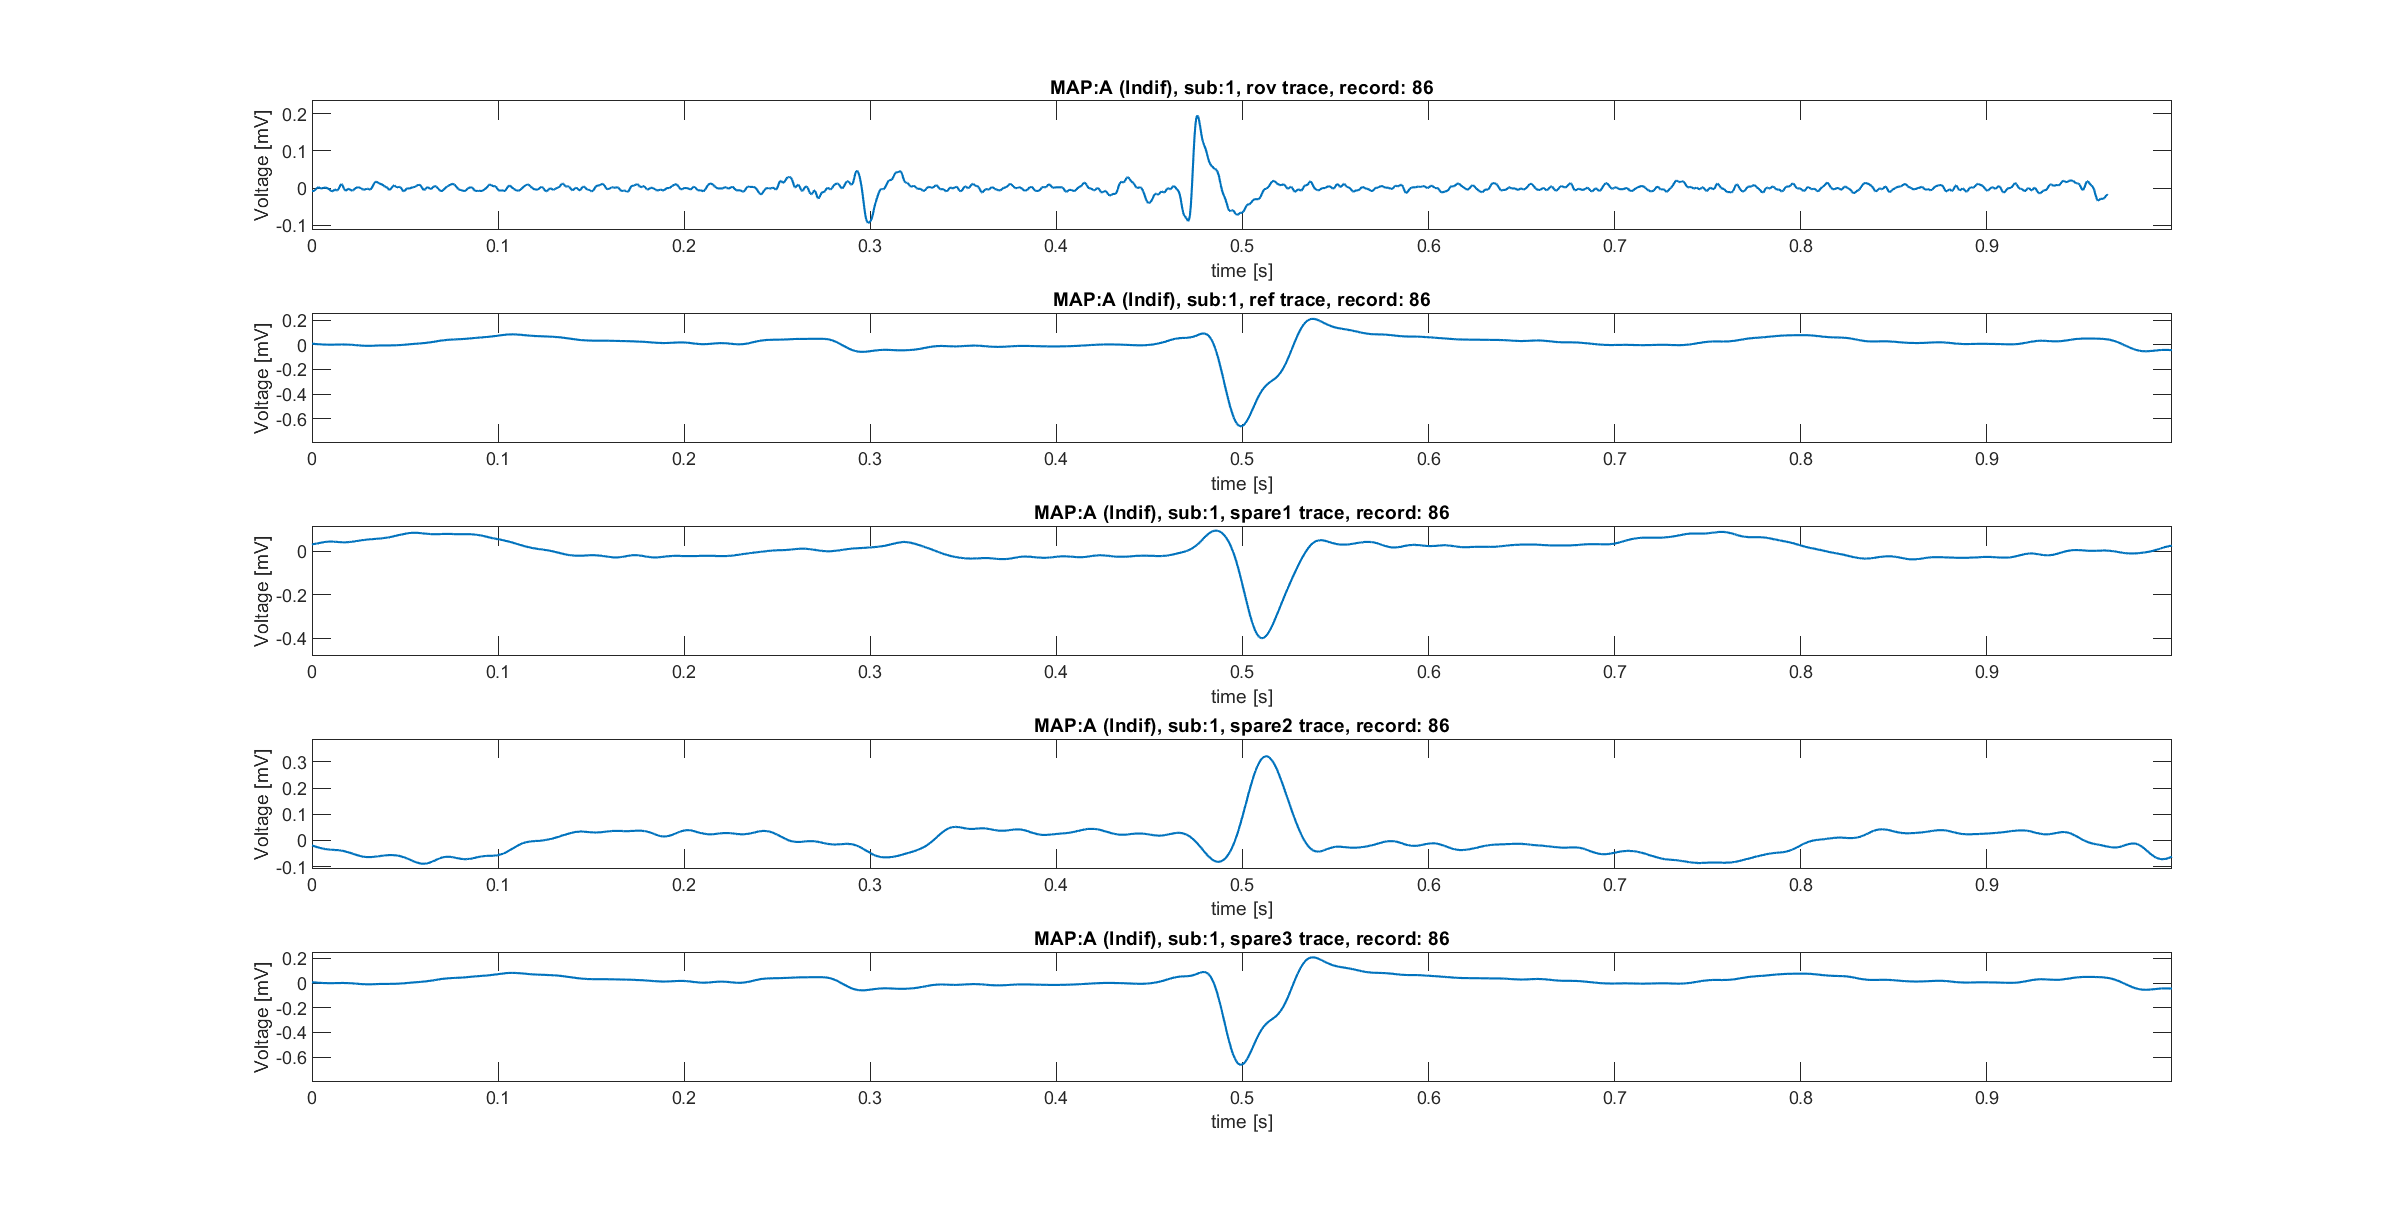 MAP:A (Indif), sub:1, rov trace, record: 86
Voltage [mV]
0.2
0.1
0
-0.1
0 0.1 0.2 0.3 0.4 0.5 0.6 0.7 0.8 0.9
time [s]
MAP:A (Indif), sub:1, ref trace, record: 86
Voltage [mV]
0.2
0
-0.2
-0.4
-0.6
0 0.1 0.2 0.3 0.4 0.5 0.6 0.7 0.8 0.9
time [s]
MAP:A (Indif), sub:1, spare1 trace, record: 86
Voltage [mV]
0
-0.2
-0.4
0 0.1 0.2 0.3 0.4 0.5 0.6 0.7 0.8 0.9
time [s]
MAP:A (Indif), sub:1, spare2 trace, record: 86
Voltage [mV]
0.3
0.2
0.1
0
-0.1
0 0.1 0.2 0.3 0.4 0.5 0.6 0.7 0.8 0.9
time [s]
MAP:A (Indif), sub:1, spare3 trace, record: 86
Voltage [mV]
0.2
0
-0.2
-0.4
-0.6
0 0.1 0.2 0.3 0.4 0.5 0.6 0.7 0.8 0.9
time [s]